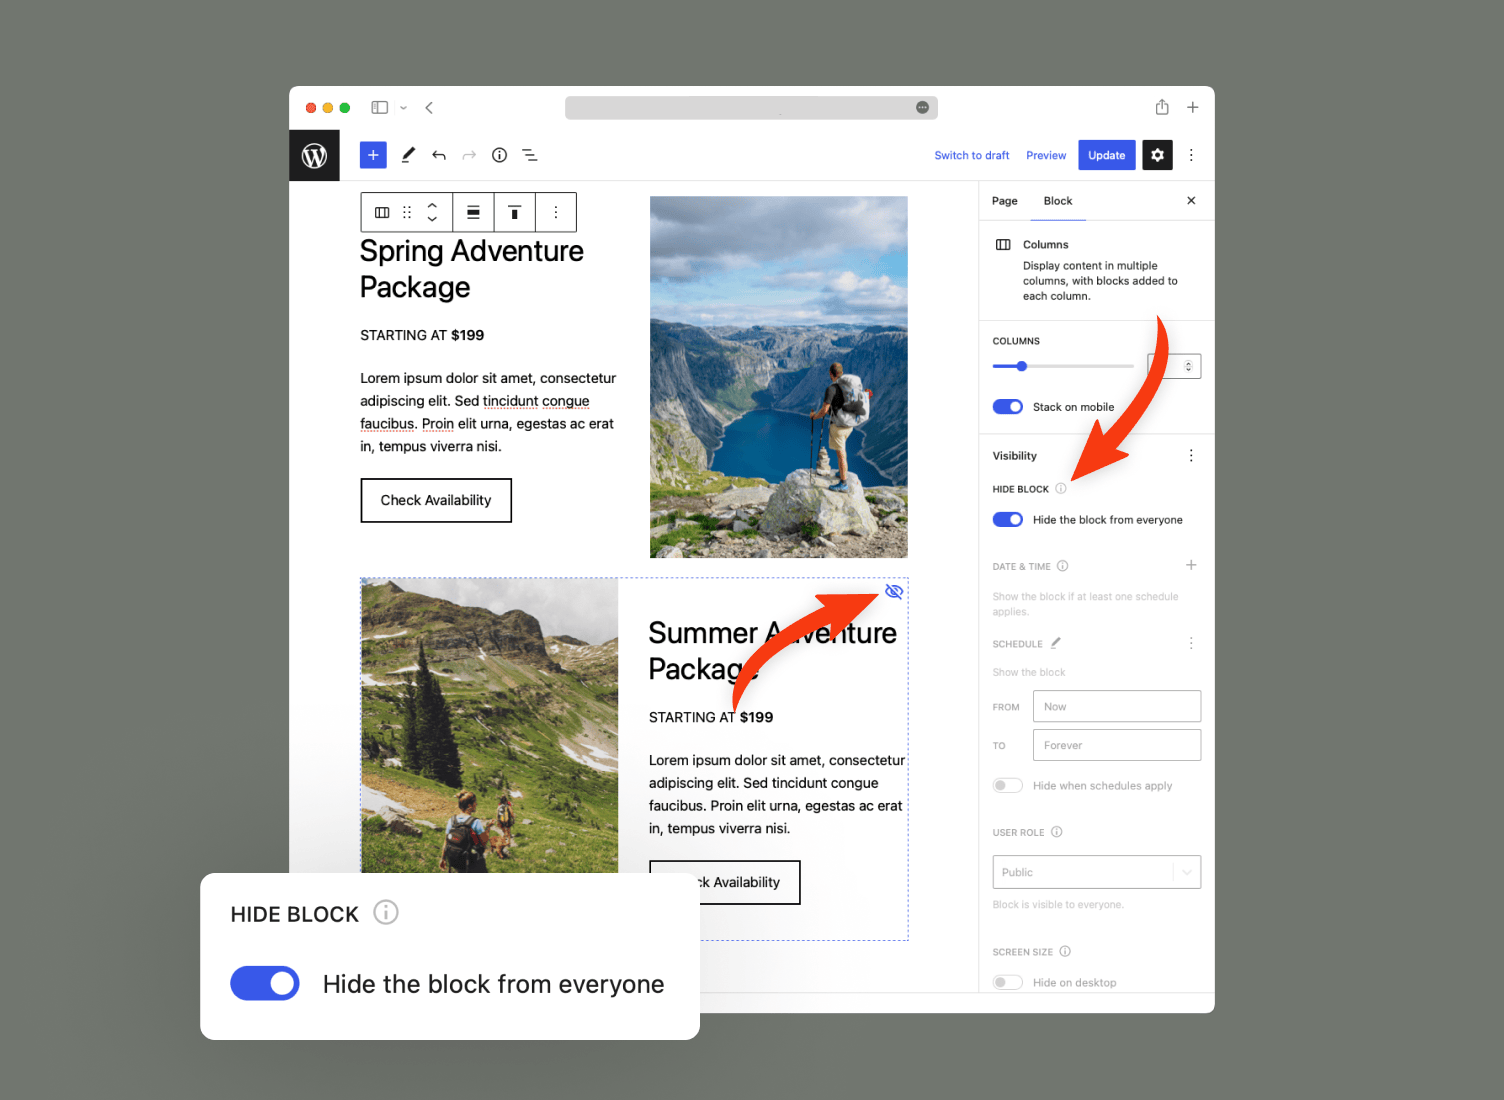 Switch to draft
Preview
Update
Spring Adventure
Package
STARTING AT $199
Lorem ipsum dolor sit amet, consectetur
adipiscing elit. Sed tincidunt congue
faucibus. Proin elit urna, egestas ac erat
in, tempus viverra nisi.
Check Availability
Summer Adventure
Package
STARTING AT $199
Lorem ipsum dolor sit amet, consectetur
adipiscing elit. Sed tincidunt congue
faucibus. Proin elit urna, egestas ac erat
in, tempus viverra nisi.
ck Availability
Page
Block
Columns
Display content in multiple
columns, with blocks added to
each column.
COLUMNS
Stack on mobile
Visibility
HIDE BLOCK
Hide the block from everyone
DATE & TIME
Show the block if at least one schedule
applies.
SCHEDULE
Show the block
FROM
Now
TO
Forever
Hide when schedules apply
USER ROLE
Public
Block is visible to everyone.
SCREEN SIZE
Hide on desktop
HIDE BLOCK
Hide the block from everyone